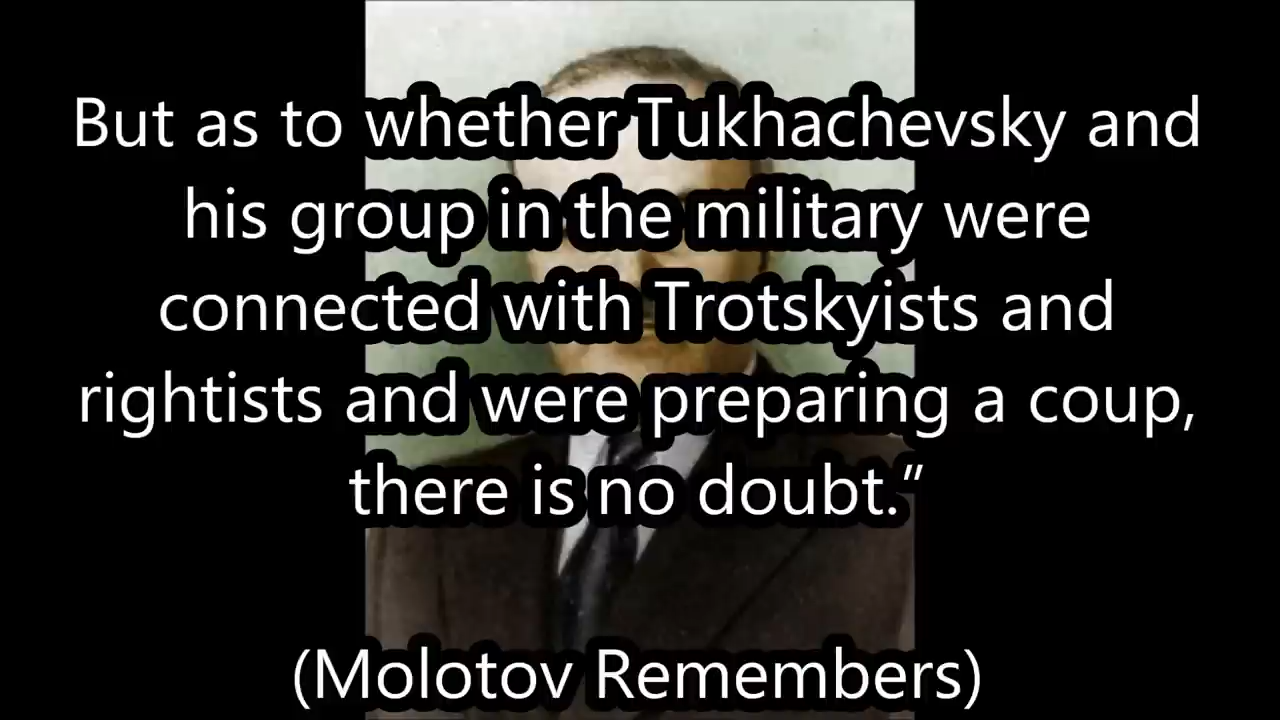 But as to whether Tukhachevsky and
his group in the military were
connected with Trotskyists and
rightists and were preparing a coup,
there is no doubt.”
(Molotov Remembers)